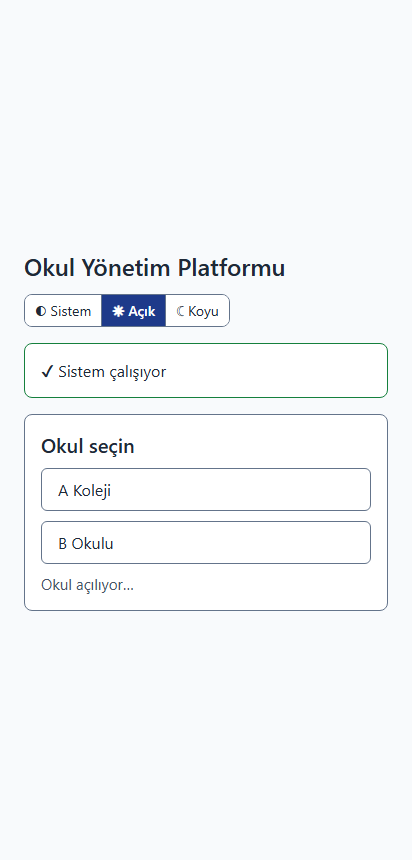 Okul Yönetim Platformu
◐ Sistem ✱ Açık ☾ Koyu
✓ Sistem çalışıyor
Okul seçin
A Koleji
B Okulu
Okul açılıyor...